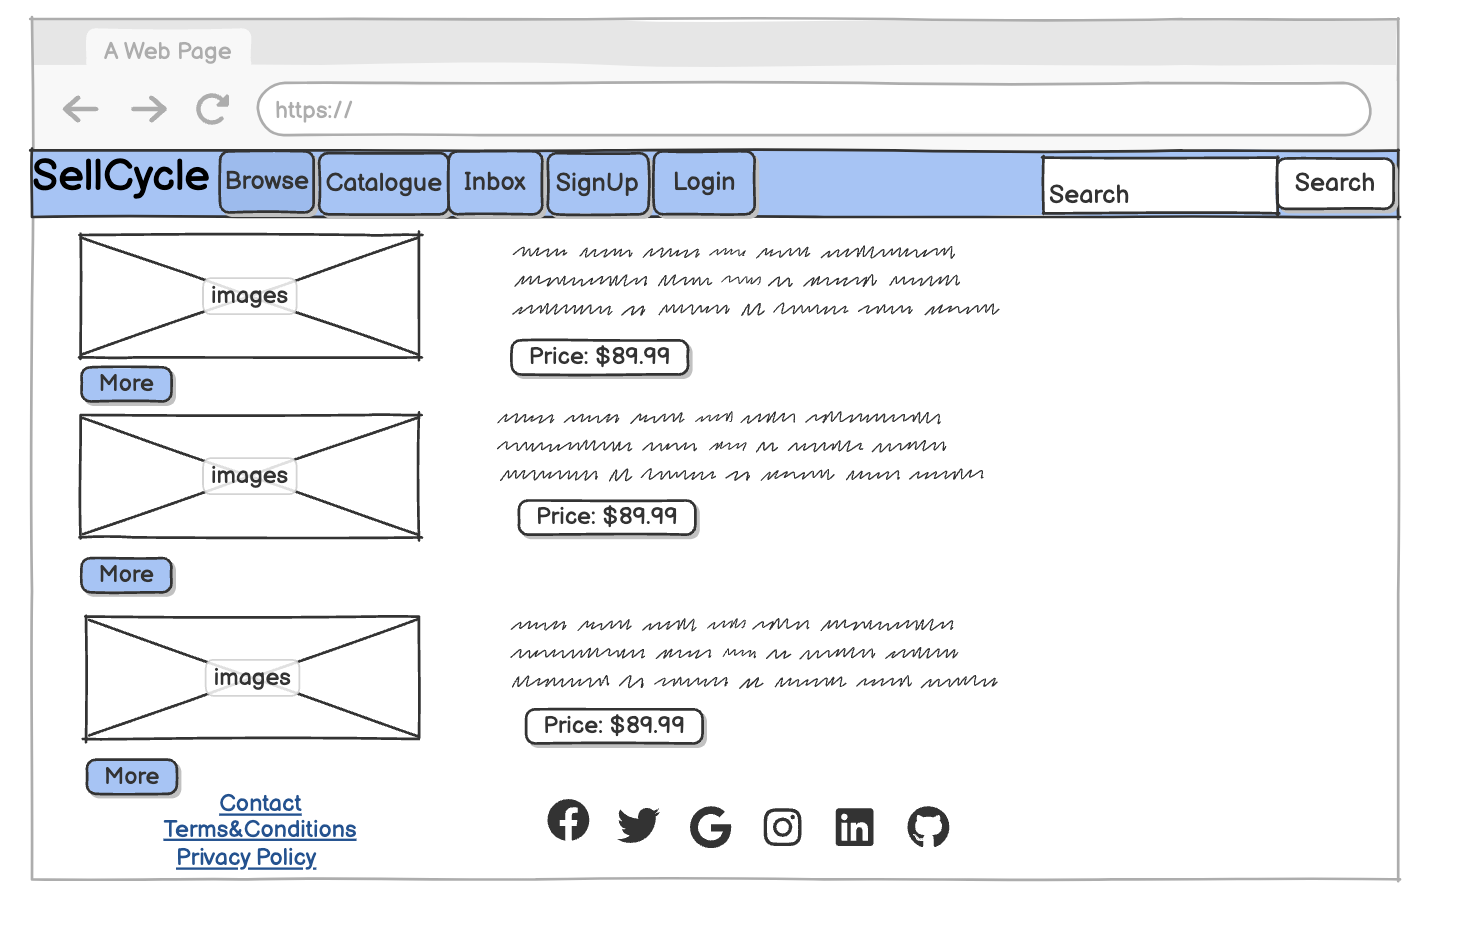 A Web Page
https://
SellCycle Browse Catalogue Inbox SignUp Login Search Search
images
Price: $89.99
More
images
Price: $89.99
More
images
Price: $89.99
More
Contact
Terms&Conditions
Privacy Policy